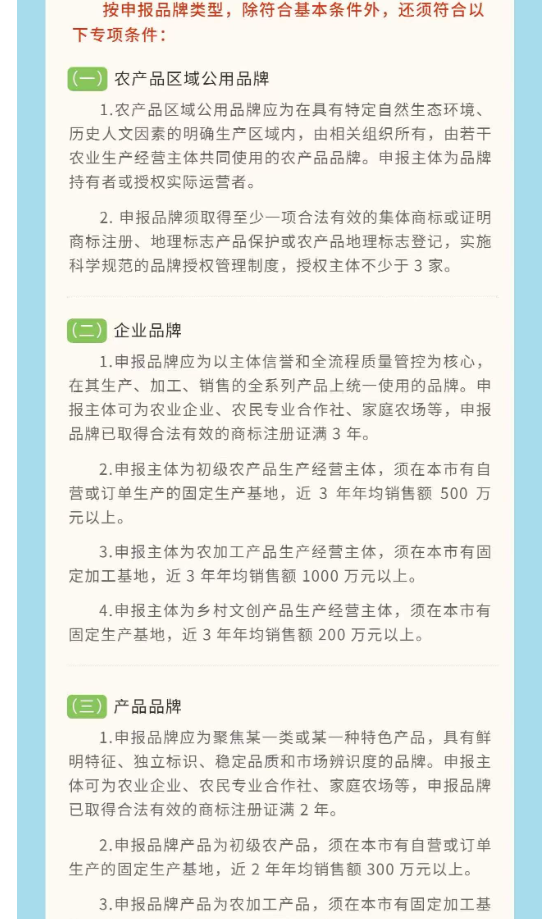 按申报品牌类型，除符合基本条件外，还须符合以
下专项条件：
（一）农产品区域公用品牌
1.农产品区域公用品牌应为在具有特定自然生态环境、
历史人文因素的明确生产区域内，由相关组织所有，由若干
农业生产经营主体共同使用的农产品品牌。申报主体为品牌
持有者或授权实际运营者。
2. 申报品牌须取得至少一项合法有效的集体商标或证明
商标注册、地理标志产品保护或农产品地理标志登记，实施
科学规范的品牌授权管理制度，授权主体不少于 3 家。
（二）企业品牌
1.申报品牌应为以主体信誉和全流程质量管控为核心，
在其生产、加工、销售的全系列产品上统一使用的品牌。申
报主体可为农业企业、农民专业合作社、家庭农场等，申报
品牌已取得合法有效的商标注册证满 3 年。
2.申报主体为初级农产品生产经营主体，须在本市有自
营或订单生产的固定生产基地，近 3 年年均销售额 500 万
元以上。
3.申报主体为农加工产品生产经营主体，须在本市有固
定加工基地，近 3 年年均销售额 1000 万元以上。
4.申报主体为乡村文创产品生产经营主体，须在本市有
固定生产基地，近 3 年年均销售额 200 万元以上。
（三）产品品牌
1.申报品牌应为聚焦某一类或某一种特色产品，具有鲜
明特征、独立标识、稳定品质和市场辨识度的品牌。申报主
体可为农业企业、农民专业合作社、家庭农场等，申报品牌
已取得合法有效的商标注册证满 2 年。
2.申报品牌产品为初级农产品，须在本市有自营或订单
生产的固定生产基地，近 2 年年均销售额 300 万元以上。
3.申报品牌产品为农加工产品，须在本市有固定加工基